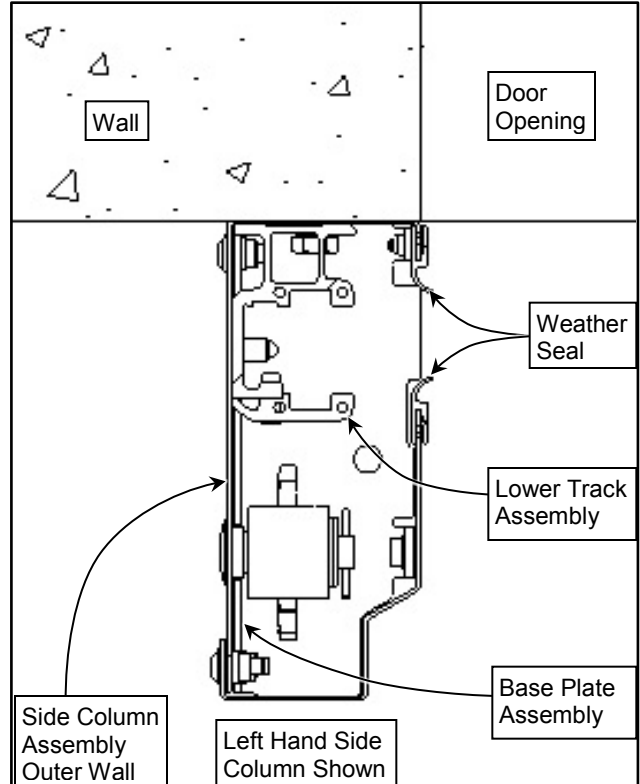 Wall
Door
Opening
Weather
Seal
Lower Track
Assembly
Base Plate
Assembly
Side Column
Assembly
Outer Wall
Left Hand Side
Column Shown